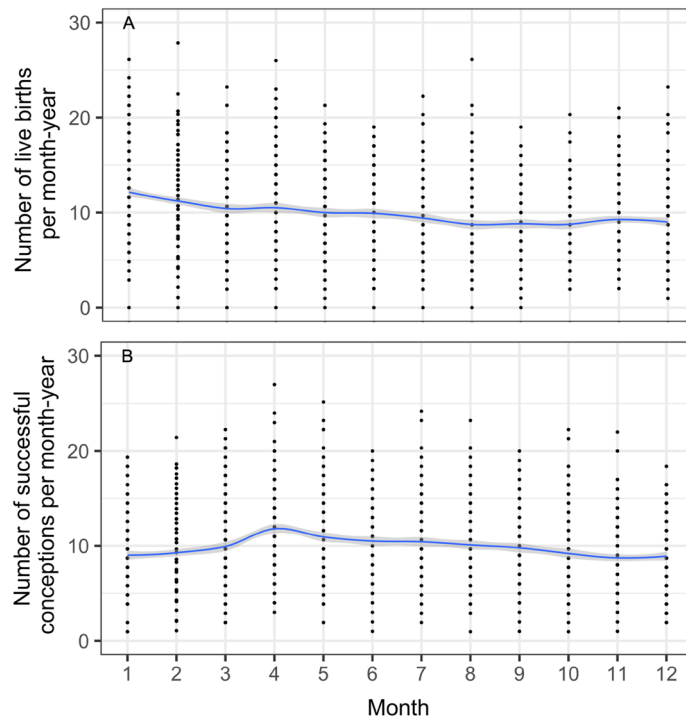 A
Number of live births
per month-year
30
20
10
0
B
Number of successful
conceptions per month-year
30
20
10
0
1 2 3 4 5 6 7 8 9 10 11 12
Month